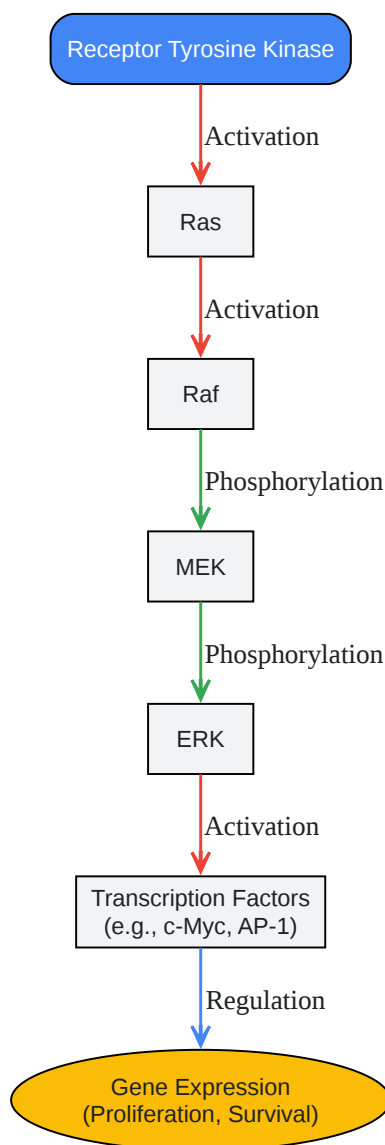 Receptor Tyrosine Kinase
Activation
Ras
Activation
Raf
Phosphorylation
MEK
Phosphorylation
ERK
Activation
Transcription Factors
(e.g., c-Myc, AP-1)
Regulation
Gene Expression
(Proliferation, Survival)